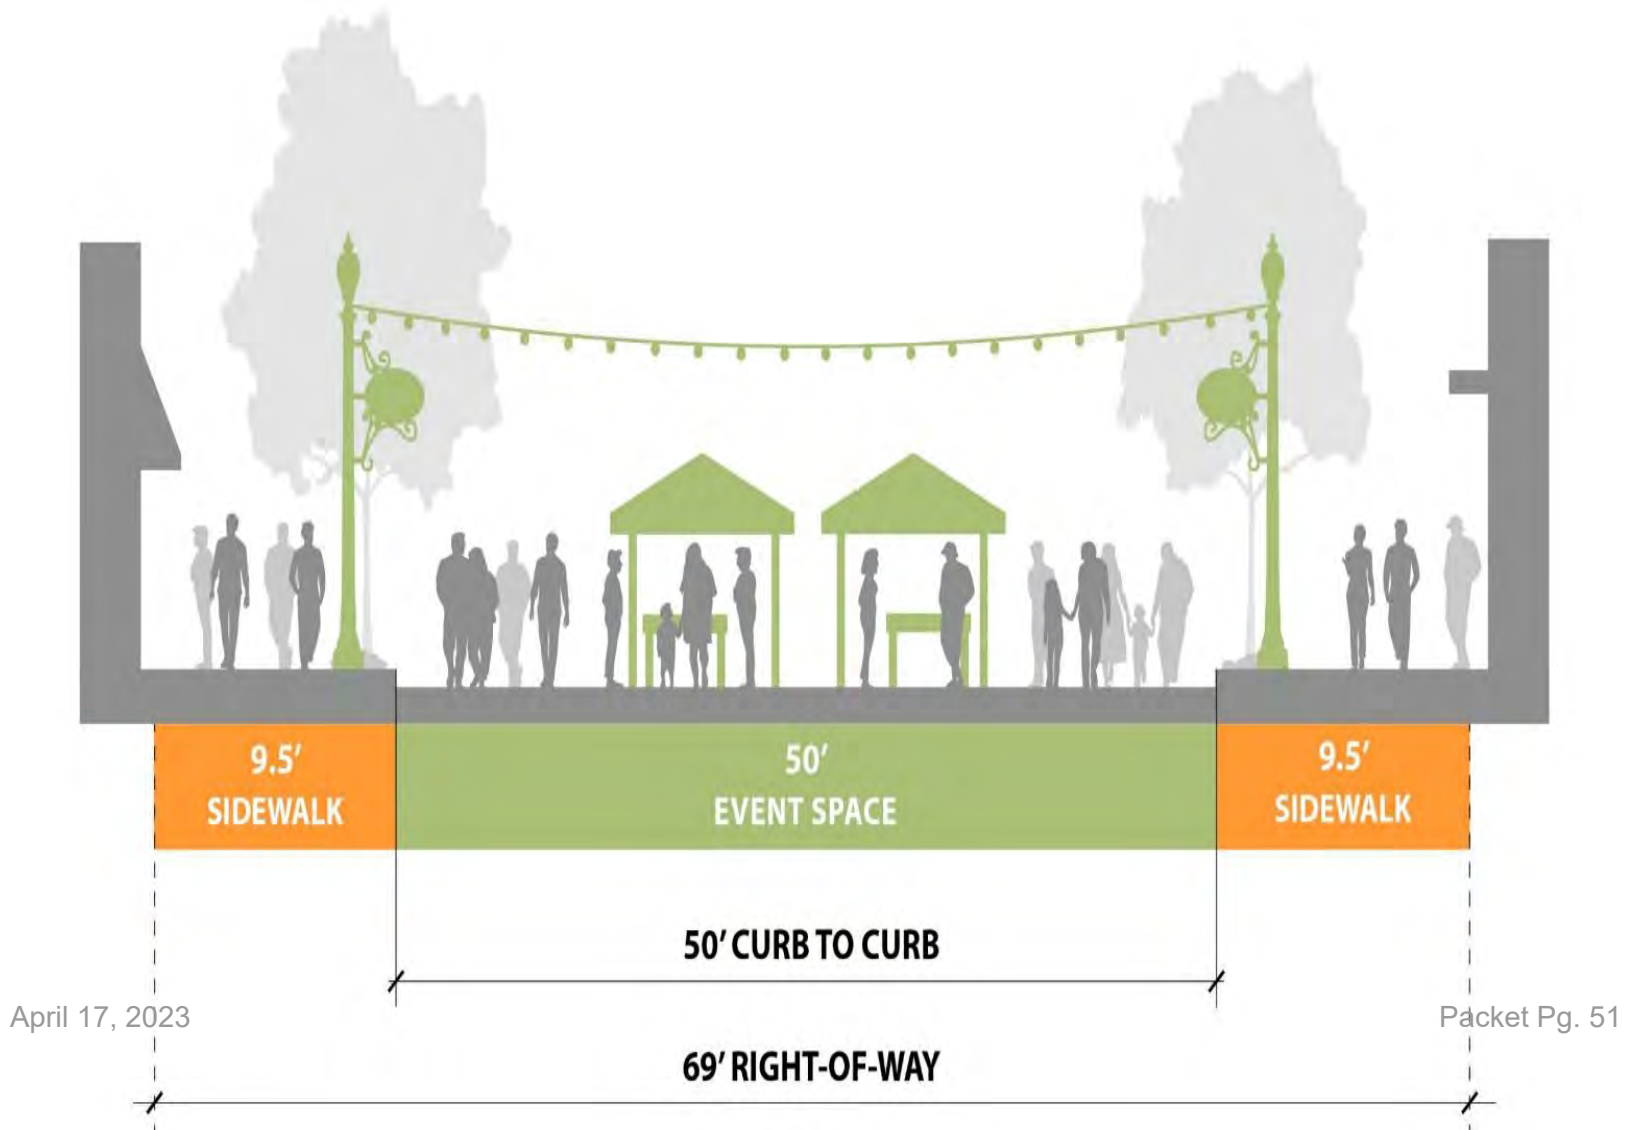 9.5′
SIDEWALK
50′
EVENT SPACE
9.5′
SIDEWALK
50′ CURB TO CURB
April 17, 2023
Packet Pg. 51
69′ RIGHT-OF-WAY